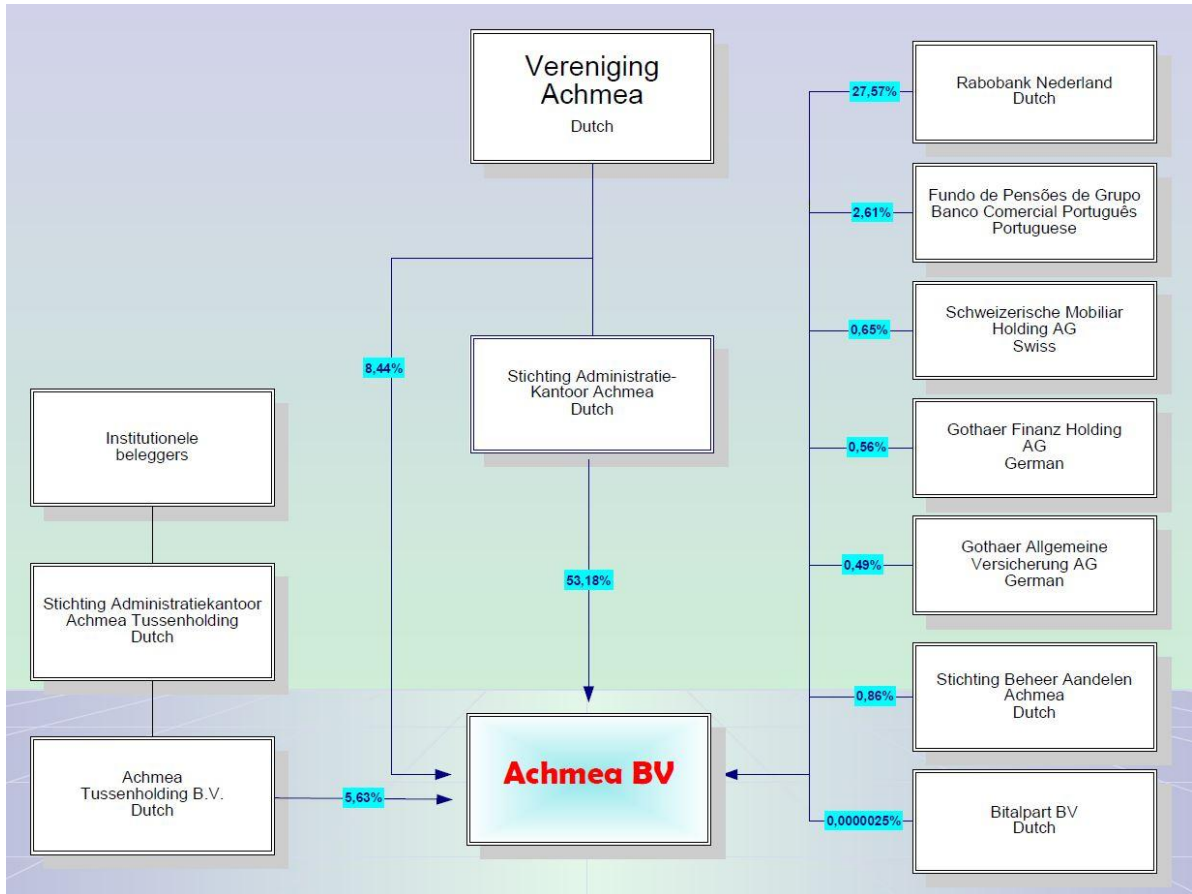 Vereniging
Achmea
Dutch
8,44%
Stichting Administratie-
Kantoor Achmea
Dutch
53,18%
Institutionele
beleggers
Stichting Administratiekantoor
Achmea Tussenholding
Dutch
Achmea
Tussenholding B.V.
Dutch
5,63%
Achmea BV
27,57%
Rabobank Nederland
Dutch
2,61%
Fundo de Pensões de Grupo
Banco Comercial Português
Portuguese
0,65%
Schweizerische Mobiliar
Holding AG
Swiss
0,56%
Gothaer Finanz Holding
AG
German
0,49%
Gothaer Allgemeine
Versicherung AG
German
0,86%
Stichting Beheer Aandelen
Achmea
Dutch
0,0000025%
Bitalpart BV
Dutch